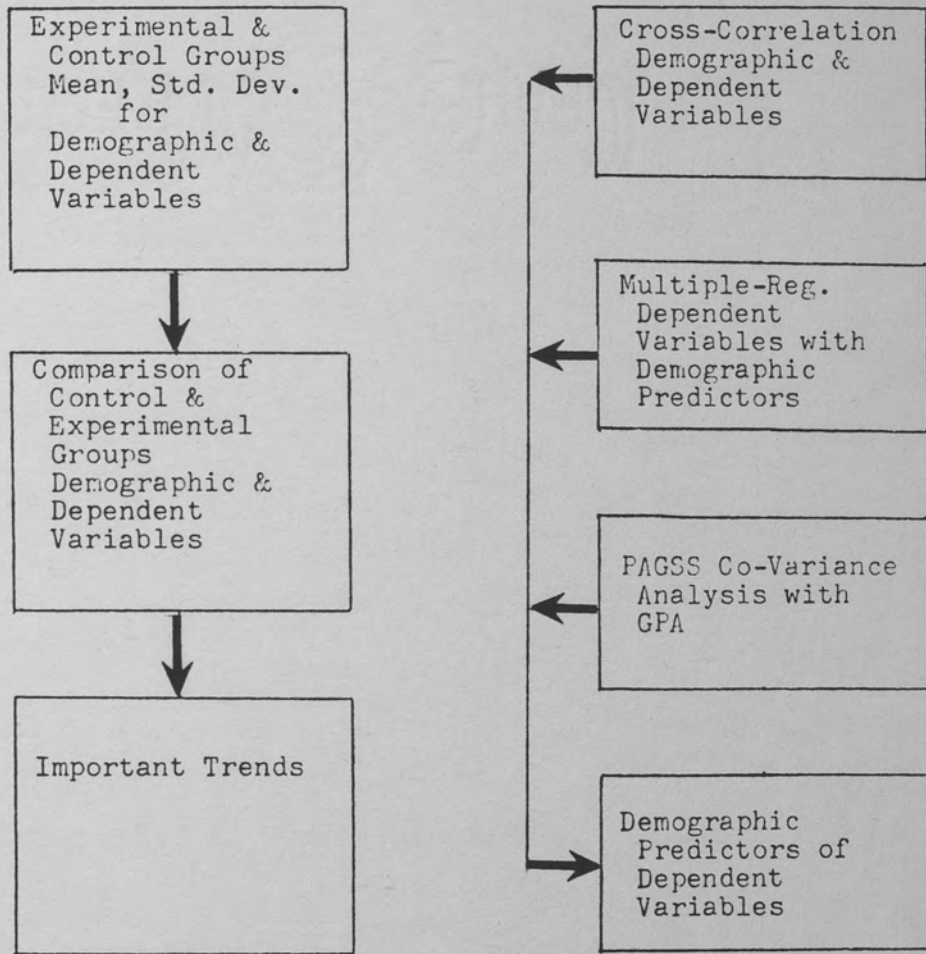 Experimental &
Control Groups
Mean, Std. Dev.
for
Demographic &
Dependent
Variables
Comparison of
Control &
Experimental
Groups
Demographic &
Dependent
Variables
Important Trends
Cross-Correlation
Demographic &
Dependent
Variables
Multiple-Reg.
Dependent
Variables with
Demographic
Predictors
PAGSS Co-Variance
Analysis with
GPA
Demographic
Predictors of
Dependent
Variables